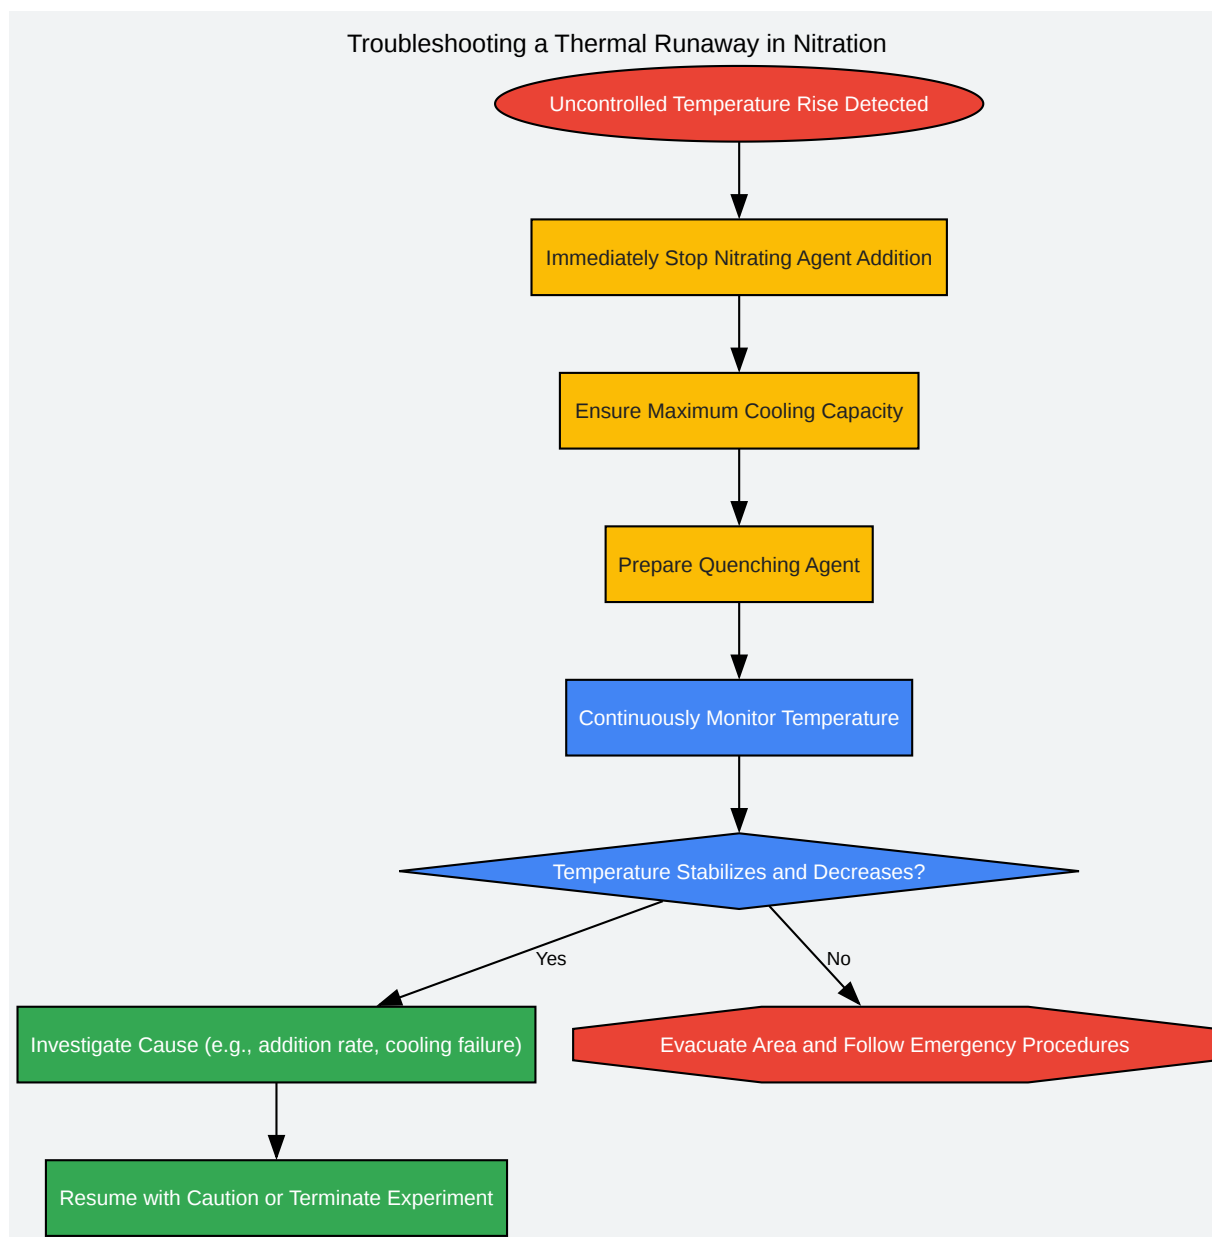 Troubleshooting a Thermal Runaway in Nitration
Uncontrolled Temperature Rise Detected
Immediately Stop Nitrating Agent Addition
Ensure Maximum Cooling Capacity
Prepare Quenching Agent
Continuously Monitor Temperature
Temperature Stabilizes and Decreases?
Yes
No
Investigate Cause (e.g., addition rate, cooling failure)
Evacuate Area and Follow Emergency Procedures
Resume with Caution or Terminate Experiment